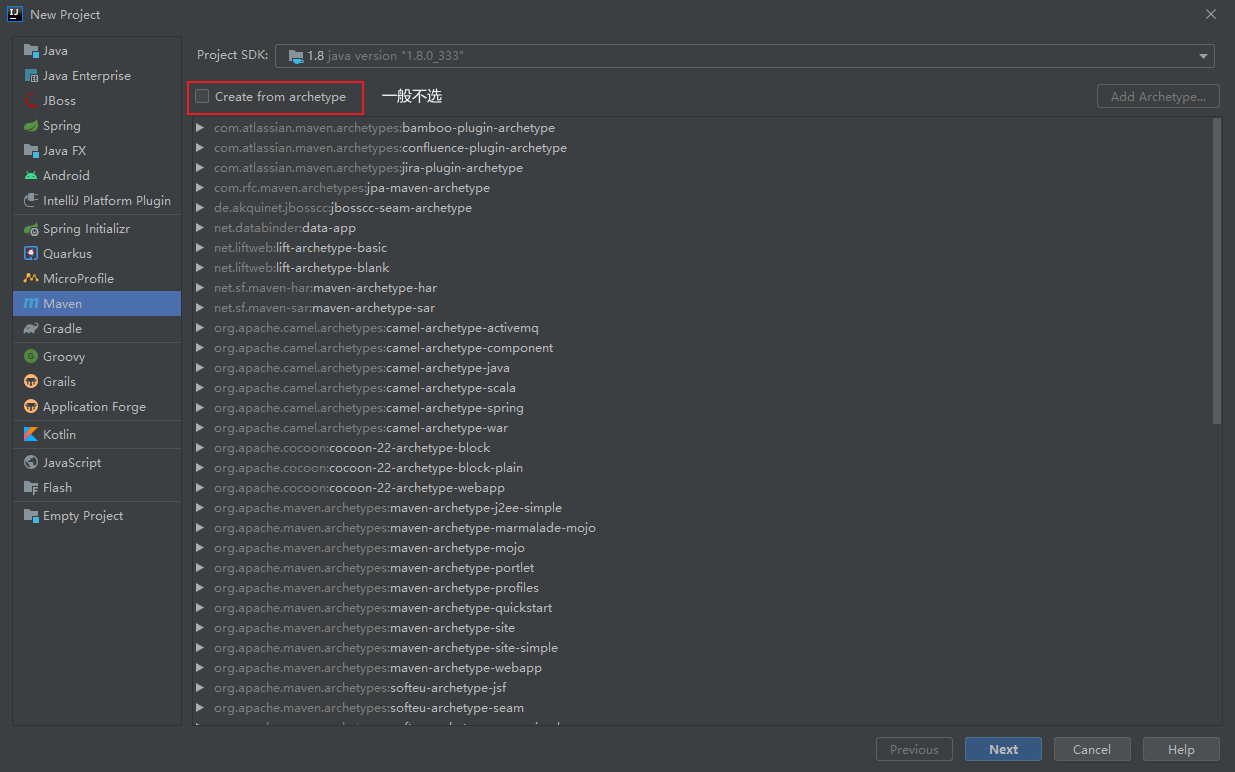 New Project
Java
Java Enterprise
JBoss
Spring
Java FX
Android
IntelliJ Platform Plugin
Spring Initializr
Quarkus
MicroProfile
Maven
Gradle
Groovy
Grails
Application Forge
Kotlin
JavaScript
Flash
Empty Project
Project SDK: 1.8 java version "1.8.0_333"
Create from archetype 一般不选 Add Archetype...
com.atlassian.maven.archetypes:bamboo-plugin-archetype
com.atlassian.maven.archetypes:confluence-plugin-archetype
com.atlassian.maven.archetypes:jira-plugin-archetype
com.rfc.maven.archetypes:jpa-maven-archetype
de.akquinet.jbosscc:jbosscc-seam-archetype
net.databinder:data-app
net.liftweb:lift-archetype-basic
net.liftweb:lift-archetype-blank
net.sf.maven-har:maven-archetype-har
net.sf.maven-sar:maven-archetype-sar
org.apache.camel.archetypes:camel-archetype-activemq
org.apache.camel.archetypes:camel-archetype-component
org.apache.camel.archetypes:camel-archetype-java
org.apache.camel.archetypes:camel-archetype-scala
org.apache.camel.archetypes:camel-archetype-spring
org.apache.camel.archetypes:camel-archetype-war
org.apache.cocoon:cocoon-22-archetype-block
org.apache.cocoon:cocoon-22-archetype-block-plain
org.apache.cocoon:cocoon-22-archetype-webapp
org.apache.maven.archetypes:maven-archetype-j2ee-simple
org.apache.maven.archetypes:maven-archetype-marmalade-mojo
org.apache.maven.archetypes:maven-archetype-mojo
org.apache.maven.archetypes:maven-archetype-portlet
org.apache.maven.archetypes:maven-archetype-profiles
org.apache.maven.archetypes:maven-archetype-quickstart
org.apache.maven.archetypes:maven-archetype-site
org.apache.maven.archetypes:maven-archetype-site-simple
org.apache.maven.archetypes:maven-archetype-webapp
org.apache.maven.archetypes:softeu-archetype-jsf
org.apache.maven.archetypes:softeu-archetype-seam
Previous Next Cancel Help